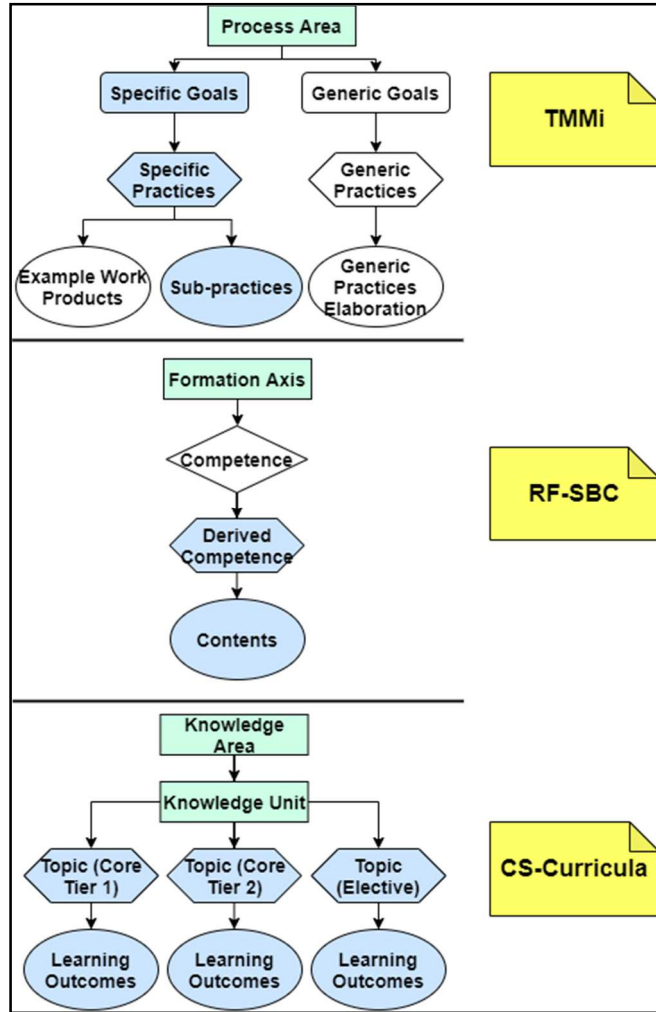 Process Area
Specific Goals
Generic Goals
TMMi
Specific
Practices
Generic
Practices
Example Work
Products
Sub-practices
Generic
Practices
Elaboration
Formation Axis
Competence
RF-SBC
Derived
Competence
Contents
Knowledge
Area
Knowledge Unit
Topic (Core
Tier 1)
Topic (Core
Tier 2)
Topic
(Elective)
CS-Curricula
Learning
Outcomes
Learning
Outcomes
Learning
Outcomes